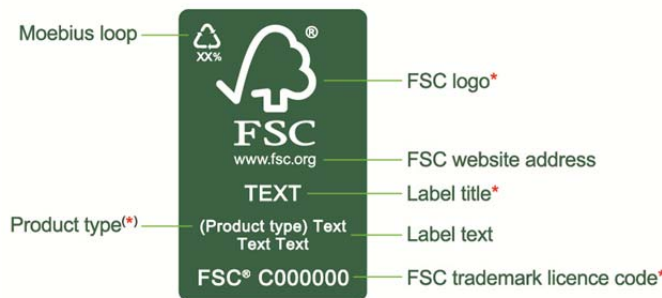 Moebius loop
XX%
®
FSC logo*
FSC
www.fsc.org
FSC website address
TEXT
Label title*
Product type(*)
(Product type) Text
Text Text
Label text
FSC® C000000
FSC trademark licence code*